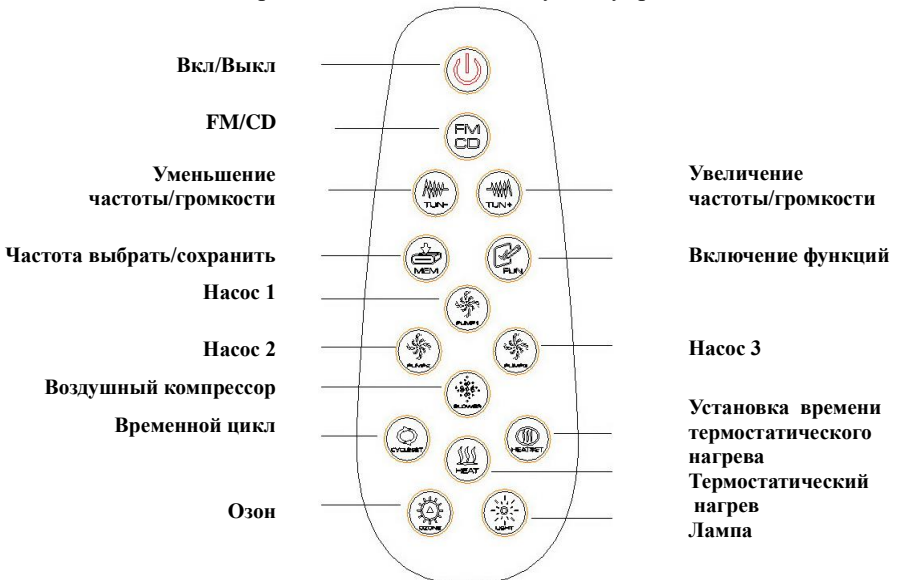 Вкл/Выкл
FM/CD
Уменьшение
частоты/громкости
Частота выбрать/сохранить
Насос 1
Насос 2
Воздушный компрессор
Временной цикл
Озон
FM
CD
TUN-
TUN+
MEM
FUN
PUMP1
PUMP2
PUMP3
BLOWER
CYCLINGT
HEATSET
HEAT
OZONE
LIGHT
Увеличение
частоты/громкости
Включение функций
Насос 3
Установка времени
термостатического
нагрева
Термостатический
нагрев
Лампа